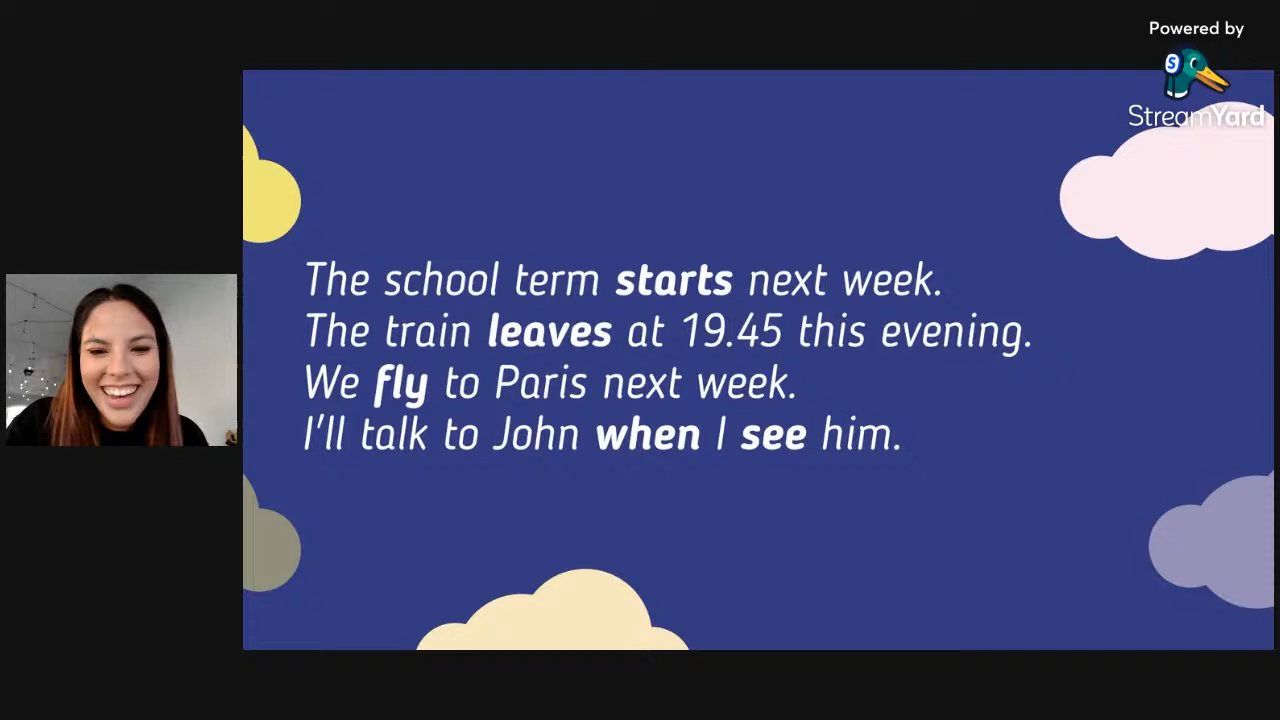 Powered by
S
StreamYard
The school term starts next week.
The train leaves at 19.45 this evening.
We fly to Paris next week.
I'll talk to John when I see him.